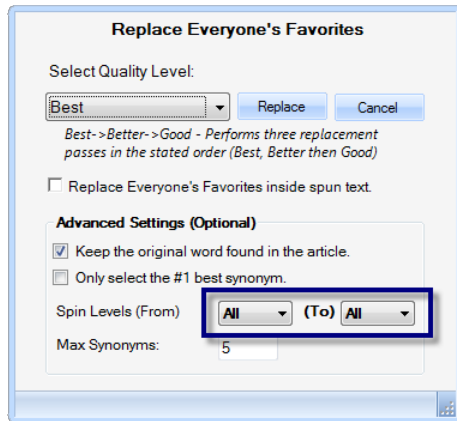 Replace Everyone's Favorites
Select Quality Level:
Best Replace Cancel
Best->Better->Good - Performs three replacement
passes in the stated order (Best, Better then Good)
Replace Everyone's Favorites inside spun text.
Advanced Settings (Optional)
Keep the original word found in the article.
Only select the #1 best synonym.
Spin Levels (From) All (To) All
Max Synonyms: 5